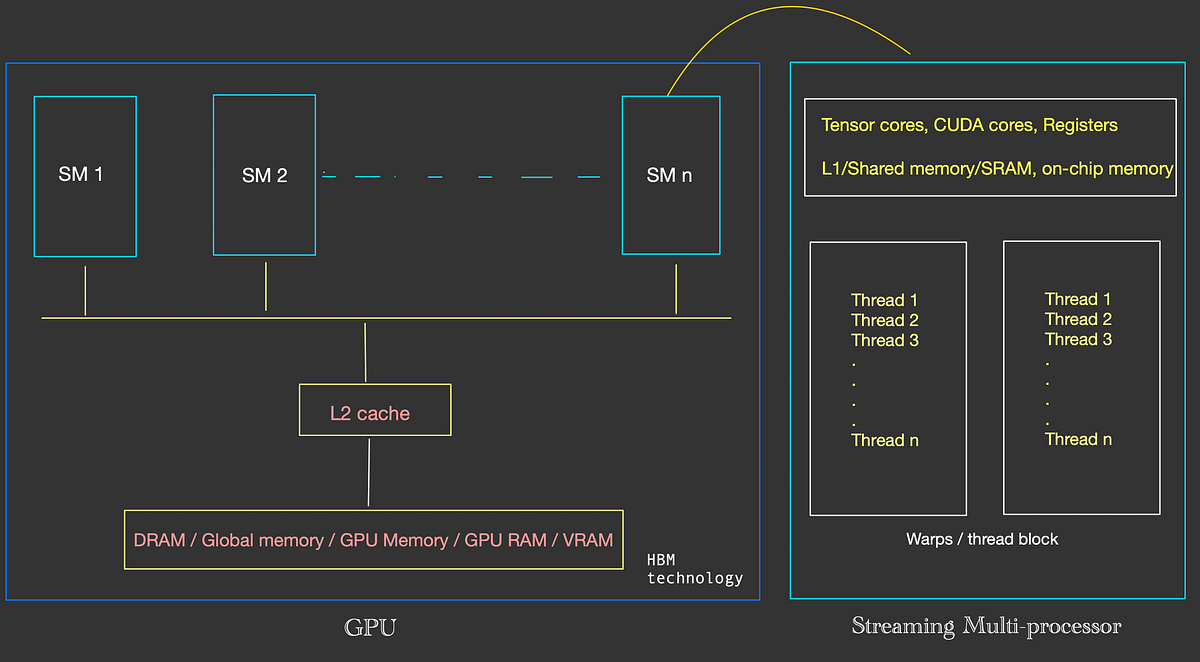 SM 1
SM 2
SM n
L2 cache
DRAM / Global memory / GPU Memory / GPU RAM / VRAM
HBM
technology
GPU
Tensor cores, CUDA cores, Registers
L1/Shared memory/SRAM, on-chip memory
Thread 1
Thread 2
Thread 3
.
.
.
.
Thread n
Thread 1
Thread 2
Thread 3
.
.
.
.
Thread n
Warps / thread block
Streaming Multi-processor